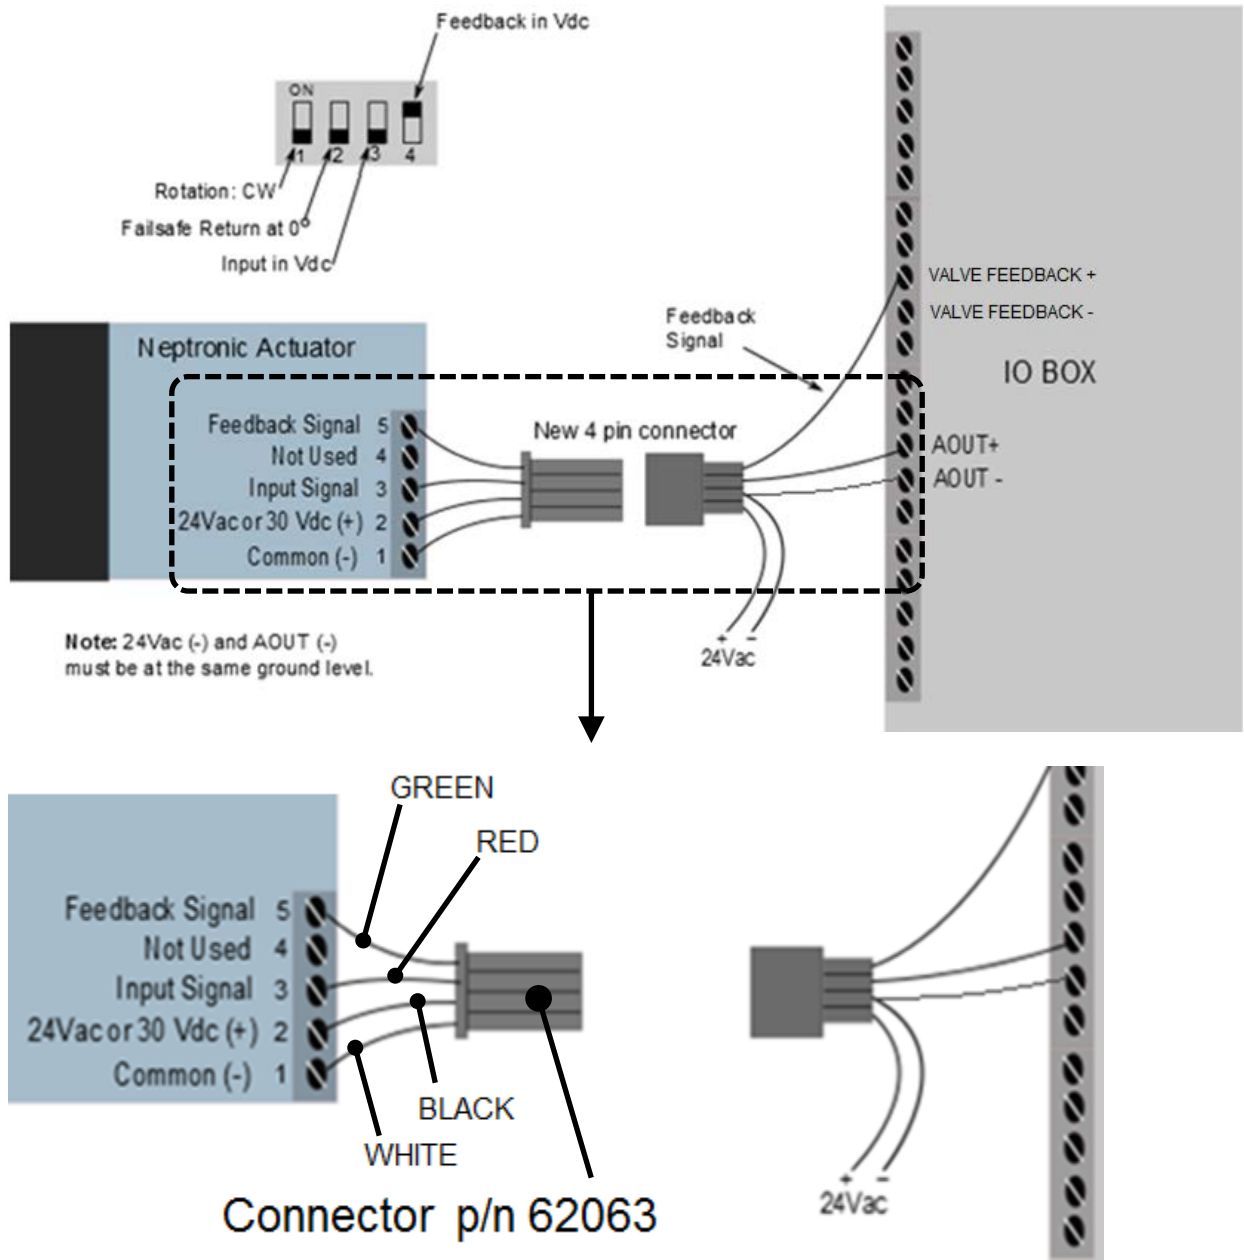 Feedback in Vdc
ON
1 2 3 4
Rotation: CW
Failsafe Return at 0°
Input in Vdc
VALVE FEEDBACK +
VALVE FEEDBACK -
Feedback
Signal
IO BOX
Neptronic Actuator
Feedback Signal 5
Not Used 4
Input Signal 3
24Vac or 30 Vdc (+) 2
Common (-) 1
New 4 pin connector
AOUT+
AOUT -
+ -
24Vac
Note: 24Vac (-) and AOUT (-)
must be at the same ground level.
GREEN
RED
Feedback Signal 5
Not Used 4
Input Signal 3
24Vac or 30 Vdc (+) 2
Common (-) 1
BLACK
WHITE
Connector p/n 62063
+ -
24Vac